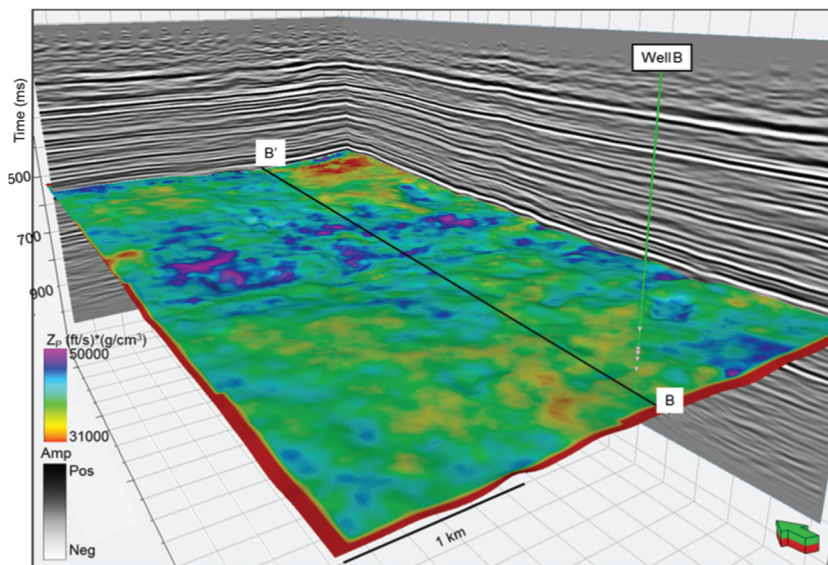 Well B
Time (ms)
B'
500
700
900
Z_P (ft/s)*(g/cm³)
50000
31000
Amp
Pos
Neg
B
1 km